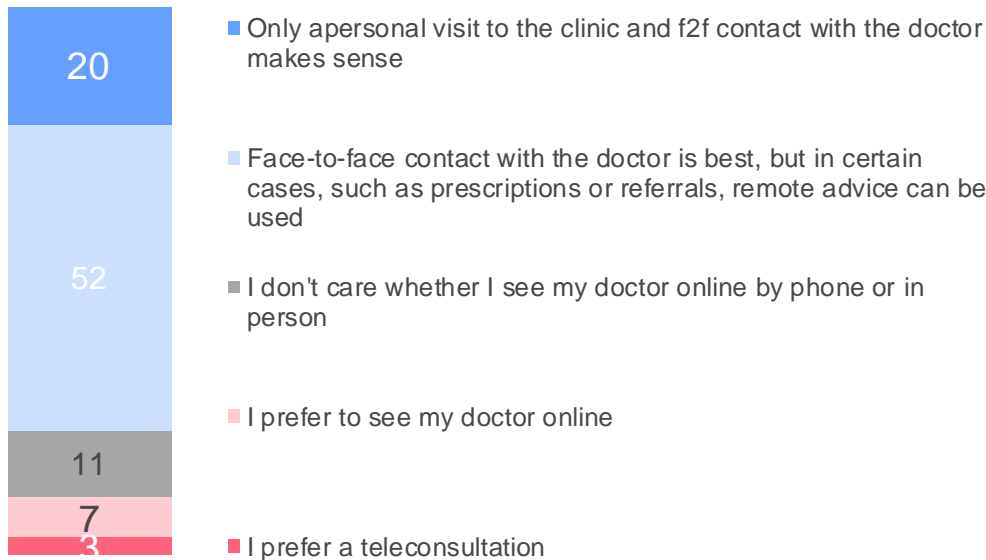 20
Only apersonal visit to the clinic and f2f contact with the doctor
makes sense
52
Face-to-face contact with the doctor is best, but in certain
cases, such as prescriptions or referrals, remote advice can be
used
11
I don't care whether I see my doctor online by phone or in
person
7
I prefer to see my doctor online
3
I prefer a teleconsultation